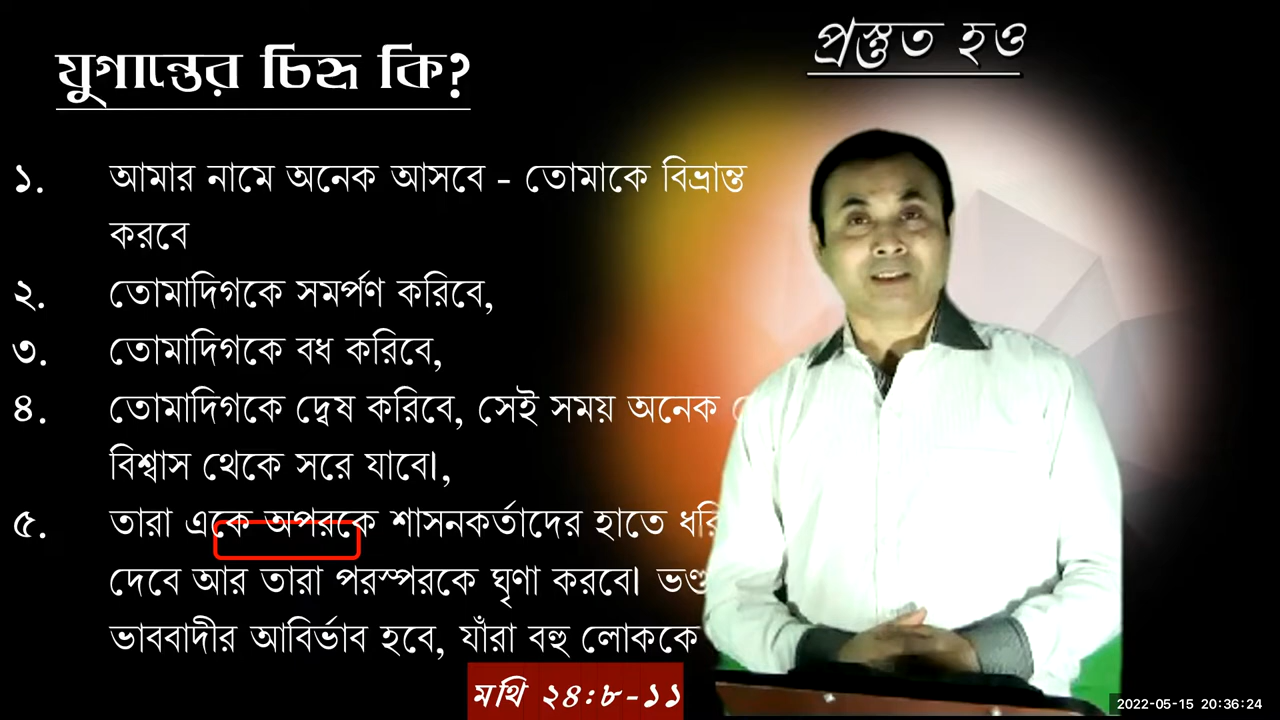 প্রস্তুত হও
যুগান্তের চিহ্ন কি?
১. আমার নামে অনেক আসবে - তোমাকে বিভ্রান্ত
করবে
২. তোমাদিগকে সমর্পণ করিবে,
৩. তোমাদিগকে বধ করিবে,
৪. তোমাদিগকে দ্বেষ করিবে, সেই সময় অনেক
বিশ্বাস থেকে সরে যাবে।,
৫. তারা একে অপরকে শাসনকর্তাদের হাতে
দেবে আর তারা পরস্পরকে ঘৃণা করবে।
ভাববাদীর আবির্ভাব হবে, যাঁরা বহু লোককে
মথি ২৪:৮-১১
2022-05-15 20:36:24